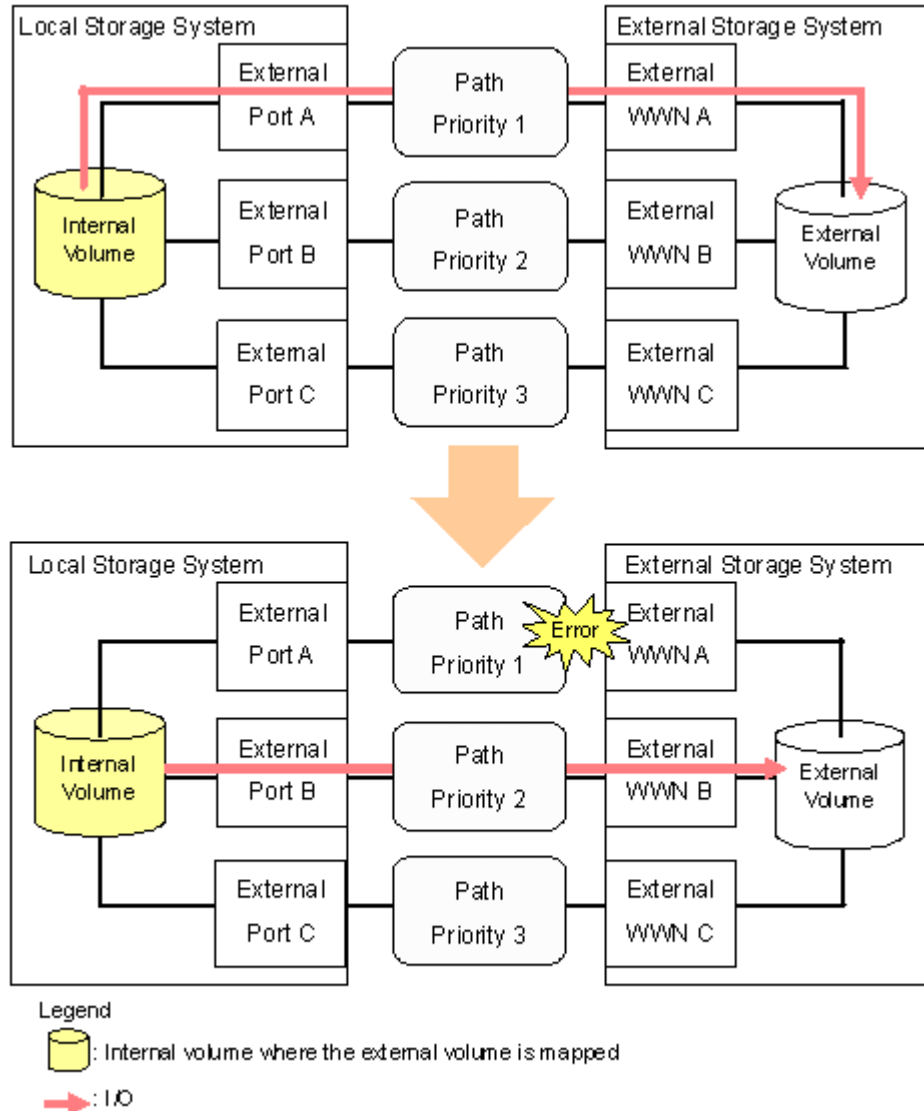 Local Storage System
External Storage System
External
Port A
Path
Priority 1
External
WWN A
Internal
Volume
External
Port B
Path
Priority 2
External
WWN B
External
Volume
External
Port C
Path
Priority 3
External
WWN C
Local Storage System
External Storage System
External
Port A
Path
Priority 1
Error
External
WWN A
Internal
Volume
External
Port B
Path
Priority 2
External
WWN B
External
Volume
External
Port C
Path
Priority 3
External
WWN C
Legend
: Internal volume where the external volume is mapped
: I/O